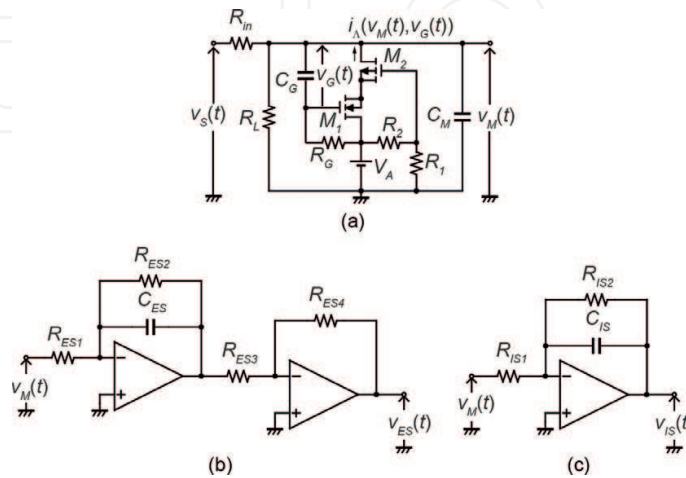 R_in
i_Λ(v_M(t),v_G(t))
C_G
v_G(t)
M_2
v_S(t)
R_L
M_1
R_2
C_M
v_M(t)
R_G
V_A
R_1
(a)
R_ES2
C_ES
R_ES1
R_ES3
R_ES4
v_M(t)
v_ES(t)
(b)
R_IS2
C_IS
R_IS1
v_M(t)
v_IS(t
(c)